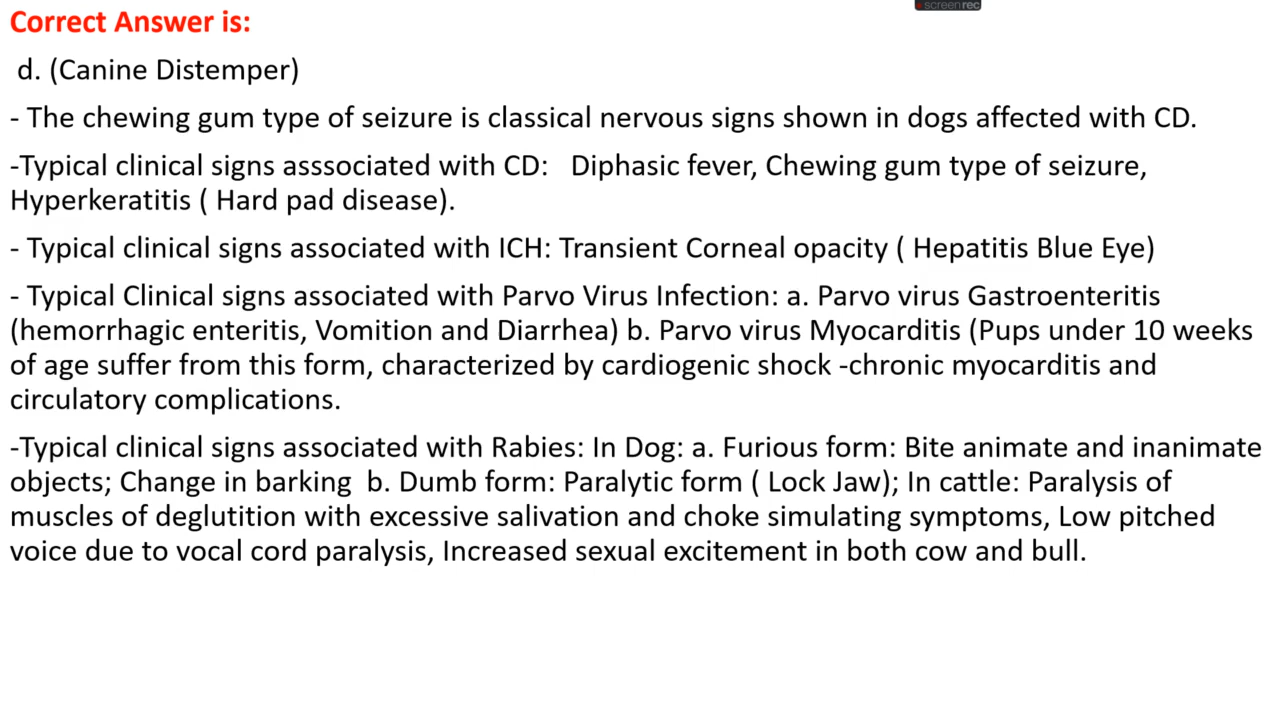 screenrec
Correct Answer is:
d. (Canine Distemper)
- The chewing gum type of seizure is classical nervous signs shown in dogs affected with CD.
-Typical clinical signs asssociated with CD:   Diphasic fever, Chewing gum type of seizure,
Hyperkeratitis ( Hard pad disease).
- Typical clinical signs associated with ICH: Transient Corneal opacity ( Hepatitis Blue Eye)
- Typical Clinical signs associated with Parvo Virus Infection: a. Parvo virus Gastroenteritis
(hemorrhagic enteritis, Vomition and Diarrhea) b. Parvo virus Myocarditis (Pups under 10 weeks
of age suffer from this form, characterized by cardiogenic shock -chronic myocarditis and
circulatory complications.
-Typical clinical signs associated with Rabies: In Dog: a. Furious form: Bite animate and inanimate
objects; Change in barking  b. Dumb form: Paralytic form ( Lock Jaw); In cattle: Paralysis of
muscles of deglutition with excessive salivation and choke simulating symptoms, Low pitched
voice due to vocal cord paralysis, Increased sexual excitement in both cow and bull.